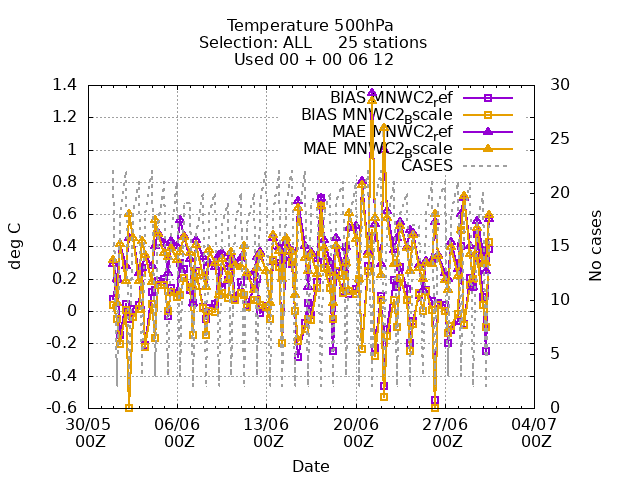 Temperature 500hPa
Selection: ALL 25 stations
Used 00 + 00 06 12
1.4
1.2
1
0.8
0.6
0.4
0.2
0
-0.2
-0.4
-0.6
deg C
30
25
20
15
10
5
0
No cases
BIAS MNWC2_ref
BIAS MNWC2_Bscale
MAE MNWC2_ref
MAE MNWC2_Bscale
CASES
30/05 06/06 13/06 20/06 27/06 04/07
00Z 00Z 00Z 00Z 00Z 00Z
Date